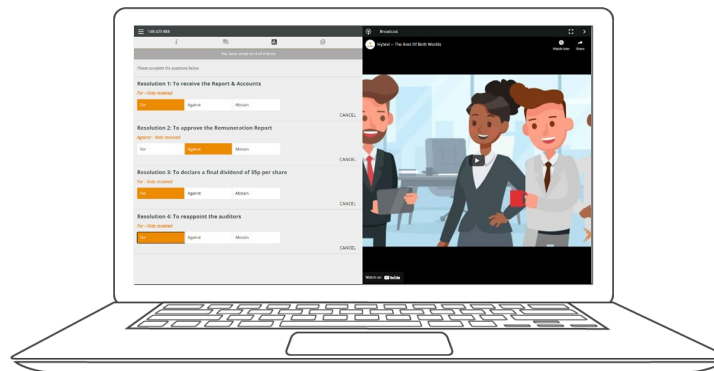 148-421-888
You have voted on 4 of 4 items
Please complete the questions below.
Resolution 1: To receive the Report & Accounts
For - Vote received
For Against Abstain
CANCEL
Resolution 2: To approve the Remuneration Report
Against - Vote received
For Against Abstain
CANCEL
Resolution 3: To declare a final dividend of 35p per share
For - Vote received
For Against Abstain
CANCEL
Resolution 4: To reappoint the auditors
For - Vote received
For Against Abstain
CANCEL
Broadcast
Hybrid – The Best Of Both Worlds
Watch later Share
Watch on YouTube